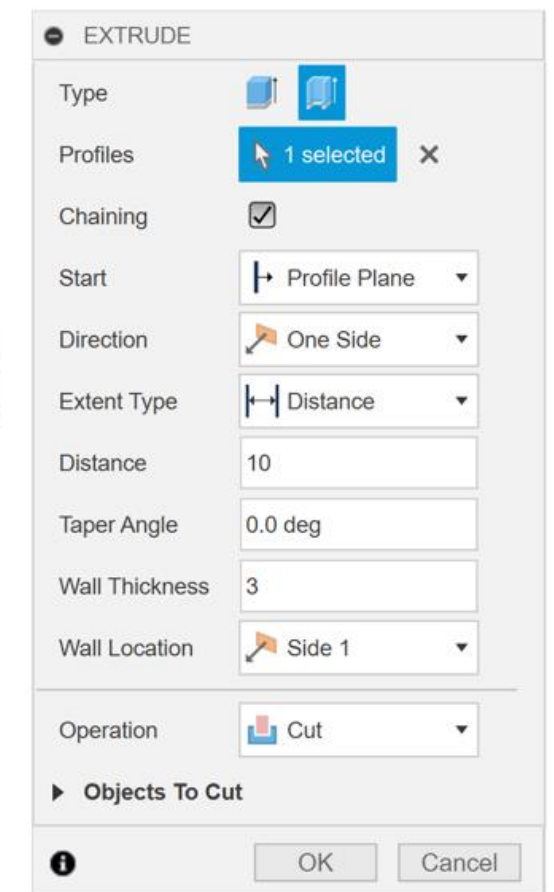 EXTRUDE
Type
Profiles 1 selected
Chaining
Start Profile Plane
Direction One Side
Extent Type Distance
Distance 10
Taper Angle 0.0 deg
Wall Thickness 3
Wall Location Side 1
Operation Cut
Objects To Cut
OK Cancel